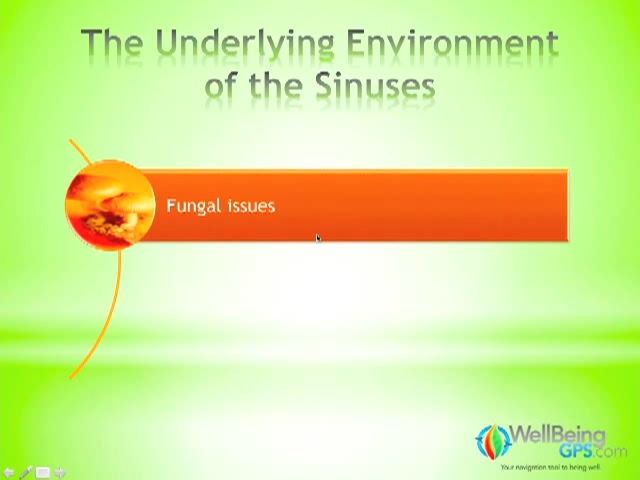 The Underlying Environment
of the Sinuses
Fungal issues
WellBeing
GPS.com
Your navigation tool to being well.